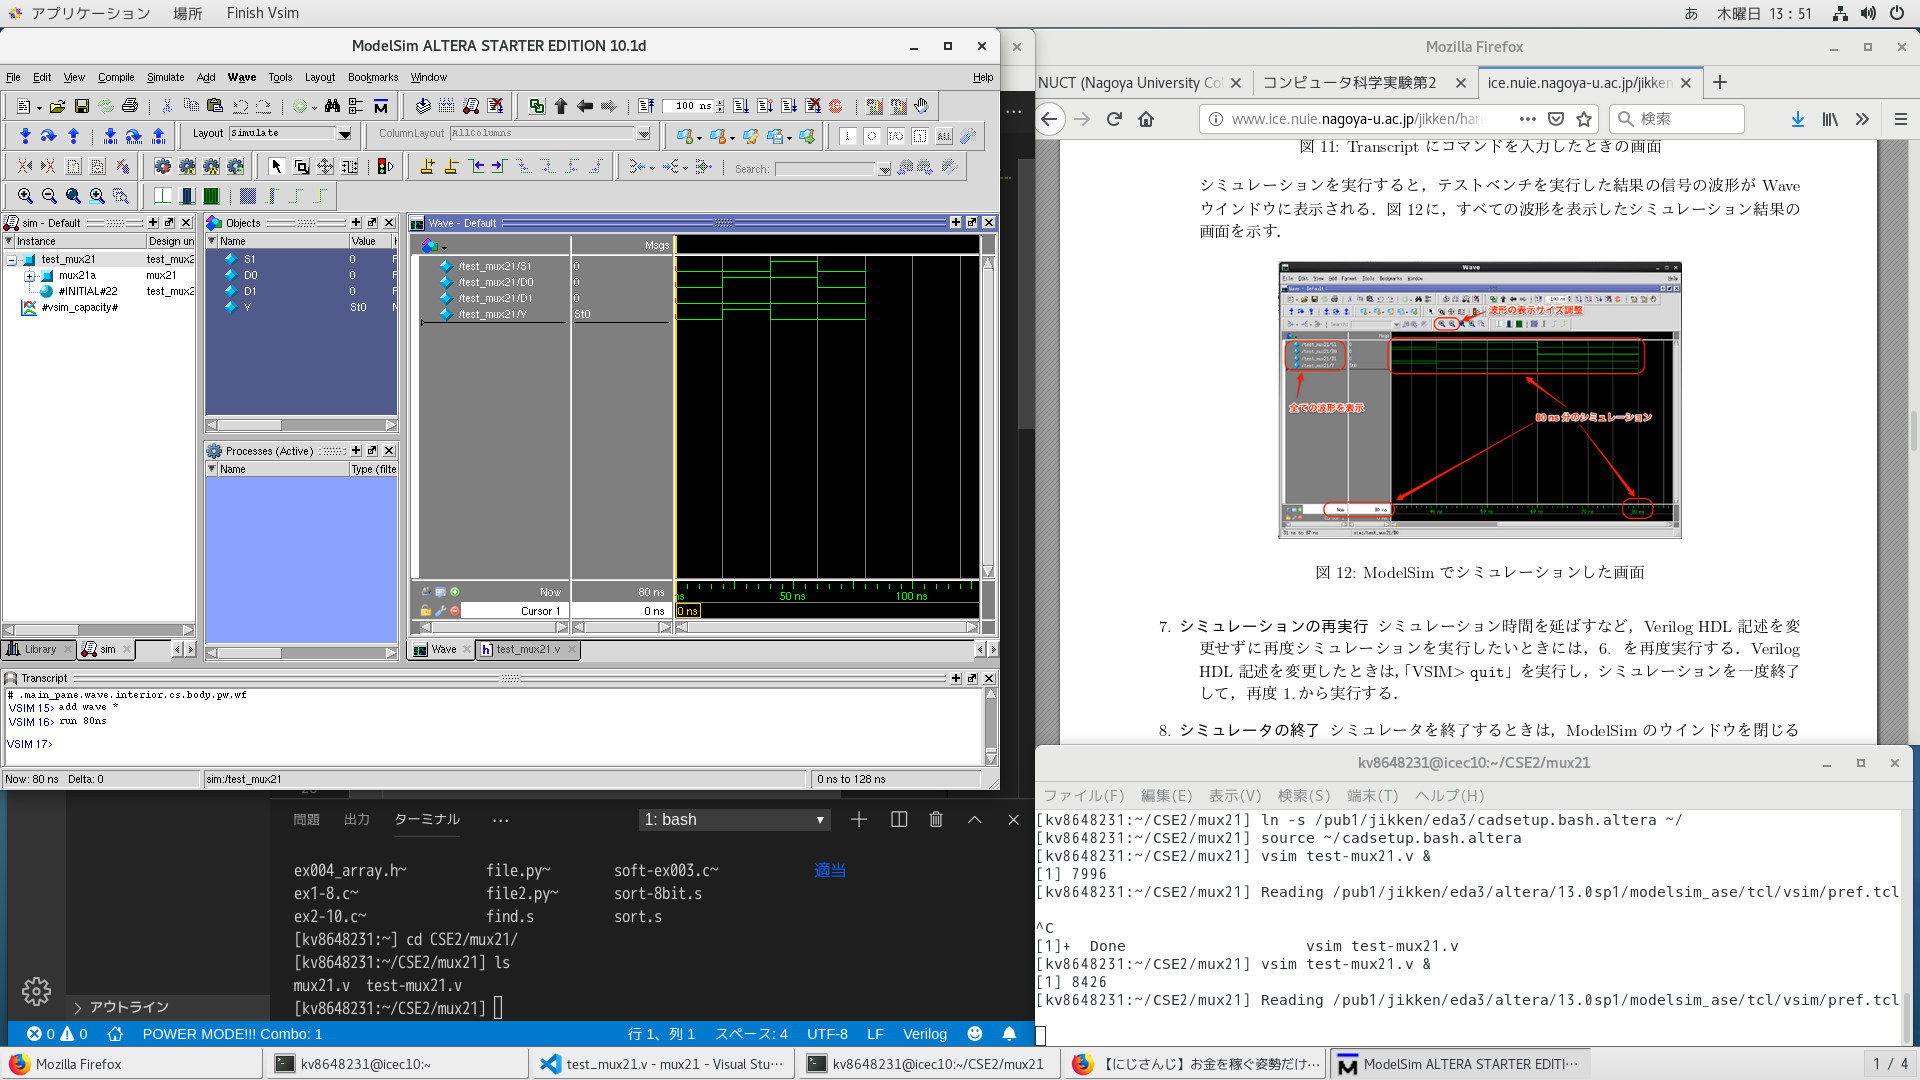 アプリケーション 場所 Finish Vsim
あ 木曜日 13：51
ModelSim ALTERA STARTER EDITION 10.1d
File Edit View Compile Simulate Add Wave Tools Layout Bookmarks Window Help
100 ns
Layout Simulate
ColumnLayout AllColumns
Search:
sim - Default
Instance Design un
test_mux21 test_mux2
mux21a mux21
#INITIAL#22 test_mux2
#vsim_capacity#
Library sim
Objects
Name Value
S1 0
D0 0
D1 0
Y St0
Processes (Active)
Name Type (filte
Wave - Default
Msgs
/test_mux21/S1 0
/test_mux21/D0 0
/test_mux21/D1 0
/test_mux21/Y St0
Now 80 ns
50 ns 100 ns
Cursor 1 0 ns 0 ns
Wave test_mux21.v
Transcript
# .main_pane.wave.interior.cs.body.pw.wf
VSIM 15> add wave *
VSIM 16> run 80ns
VSIM 17>
Now: 80 ns Delta: 0 sim:/test_mux21 0 ns to 128 ns
Mozilla Firefox
NUCT (Nagoya University Co コンピュータ科学実験第2 ice.nuie.nagoya-u.ac.jp/jikken
www.ice.nuie.nagoya-u.ac.jp/jikken/har 検索
図 11: Transcript にコマンドを入力したときの画面
シミュレーションを実行すると，テストベンチを実行した結果の信号の波形が Wave
ウインドウに表示される．図 12 に，すべての波形を表示したシミュレーション結果の
画面を示す．
Wave
波形の表示サイズ調整
全ての波形を表示
80 ns 分のシミュレーション
図 12: ModelSim でシミュレーションした画面
7. シミュレーションの再実行 シミュレーション時間を延ばすなど，Verilog HDL 記述を変
更せずに再度シミュレーションを実行したいときには，6. を再度実行する．Verilog
HDL 記述を変更したときは，「VSIM> quit」を実行し，シミュレーションを一度終了
して，再度 1. から実行する．
8. シミュレータの終了 シミュレータを終了するときは，ModelSim のウインドウを閉じる
問題 出力 ターミナル ･･･ 1: bash
ex004_array.h~ file.py~ soft-ex003.c~ 適当
ex1-8.c~ file2.py~ sort-8bit.s
ex2-10.c~ find.s sort.s
[kv8648231:~] cd CSE2/mux21/
[kv8648231:~/CSE2/mux21] ls
mux21.v test-mux21.v
[kv8648231:~/CSE2/mux21]
アウトライン
0 0 POWER MODE!!! Combo: 1 行 1、列 1 スペース: 4 UTF-8 LF Verilog
kv8648231@icec10:~/CSE2/mux21
ファイル(F) 編集(E) 表示(V) 検索(S) 端末(T) ヘルプ(H)
[kv8648231:~/CSE2/mux21] ln -s /pub1/jikken/eda3/cadsetup.bash.altera ~/
[kv8648231:~/CSE2/mux21] source ~/cadsetup.bash.altera
[kv8648231:~/CSE2/mux21] vsim test-mux21.v &
[1] 7996
[kv8648231:~/CSE2/mux21] Reading /pub1/jikken/eda3/altera/13.0sp1/modelsim_ase/tcl/vsim/pref.tcl
^C
[1]+ Done vsim test-mux21.v
[kv8648231:~/CSE2/mux21] vsim test-mux21.v &
[1] 8426
[kv8648231:~/CSE2/mux21] Reading /pub1/jikken/eda3/altera/13.0sp1/modelsim_ase/tcl/vsim/pref.tcl
Mozilla Firefox kv8648231@icec10:~ test_mux21.v - mux21 - Visual Stu… kv8648231@icec10:~/CSE2/mux21 【にじさんじ】お金を稼ぐ姿勢だけ… ModelSim ALTERA STARTER EDITI… 1 / 4